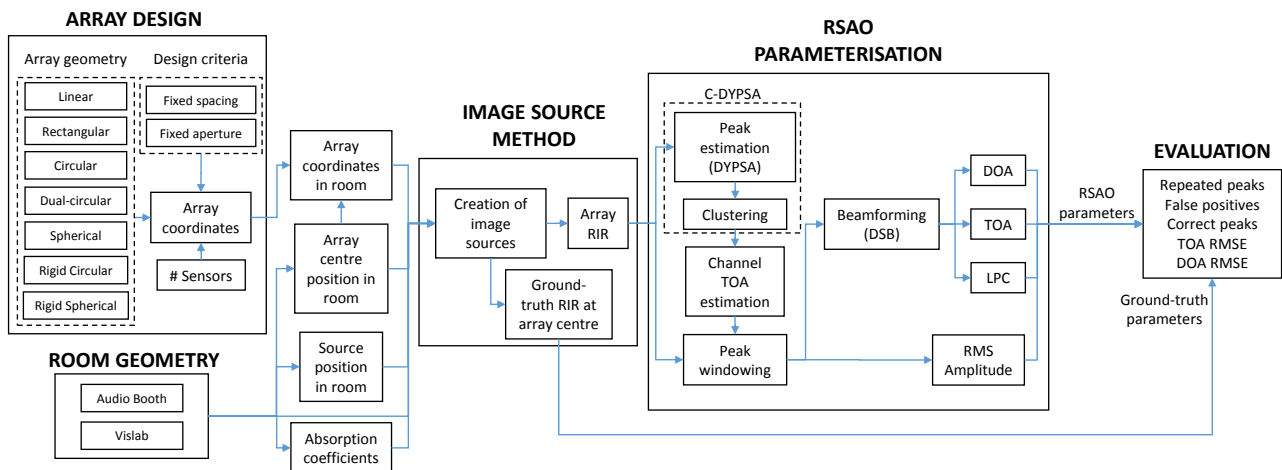 ARRAY DESIGN
Array geometry
Linear
Rectangular
Circular
Dual-circular
Spherical
Rigid Circular
Rigid Spherical
Design criteria
Fixed spacing
Fixed aperture
Array
coordinates
# Sensors
ROOM GEOMETRY
Audio Booth
Vislab
Array
coordinates
in room
Array
centre
position in
room
Source
position in
room
Absorption
coefficients
IMAGE SOURCE
METHOD
Creation of
image
sources
Array
RIR
Ground-
truth RIR at
array centre
RSAO
PARAMETERISATION
C-DYPSA
Peak
estimation
(DYPSA)
Clustering
Channel
TOA
estimation
Peak
windowing
Beamforming
(DSB)
DOA
TOA
LPC
RMS
Amplitude
RSAO
parameters
EVALUATION
Repeated peaks
False positives
Correct peaks
TOA RMSE
DOA RMSE
Ground-truth
parameters